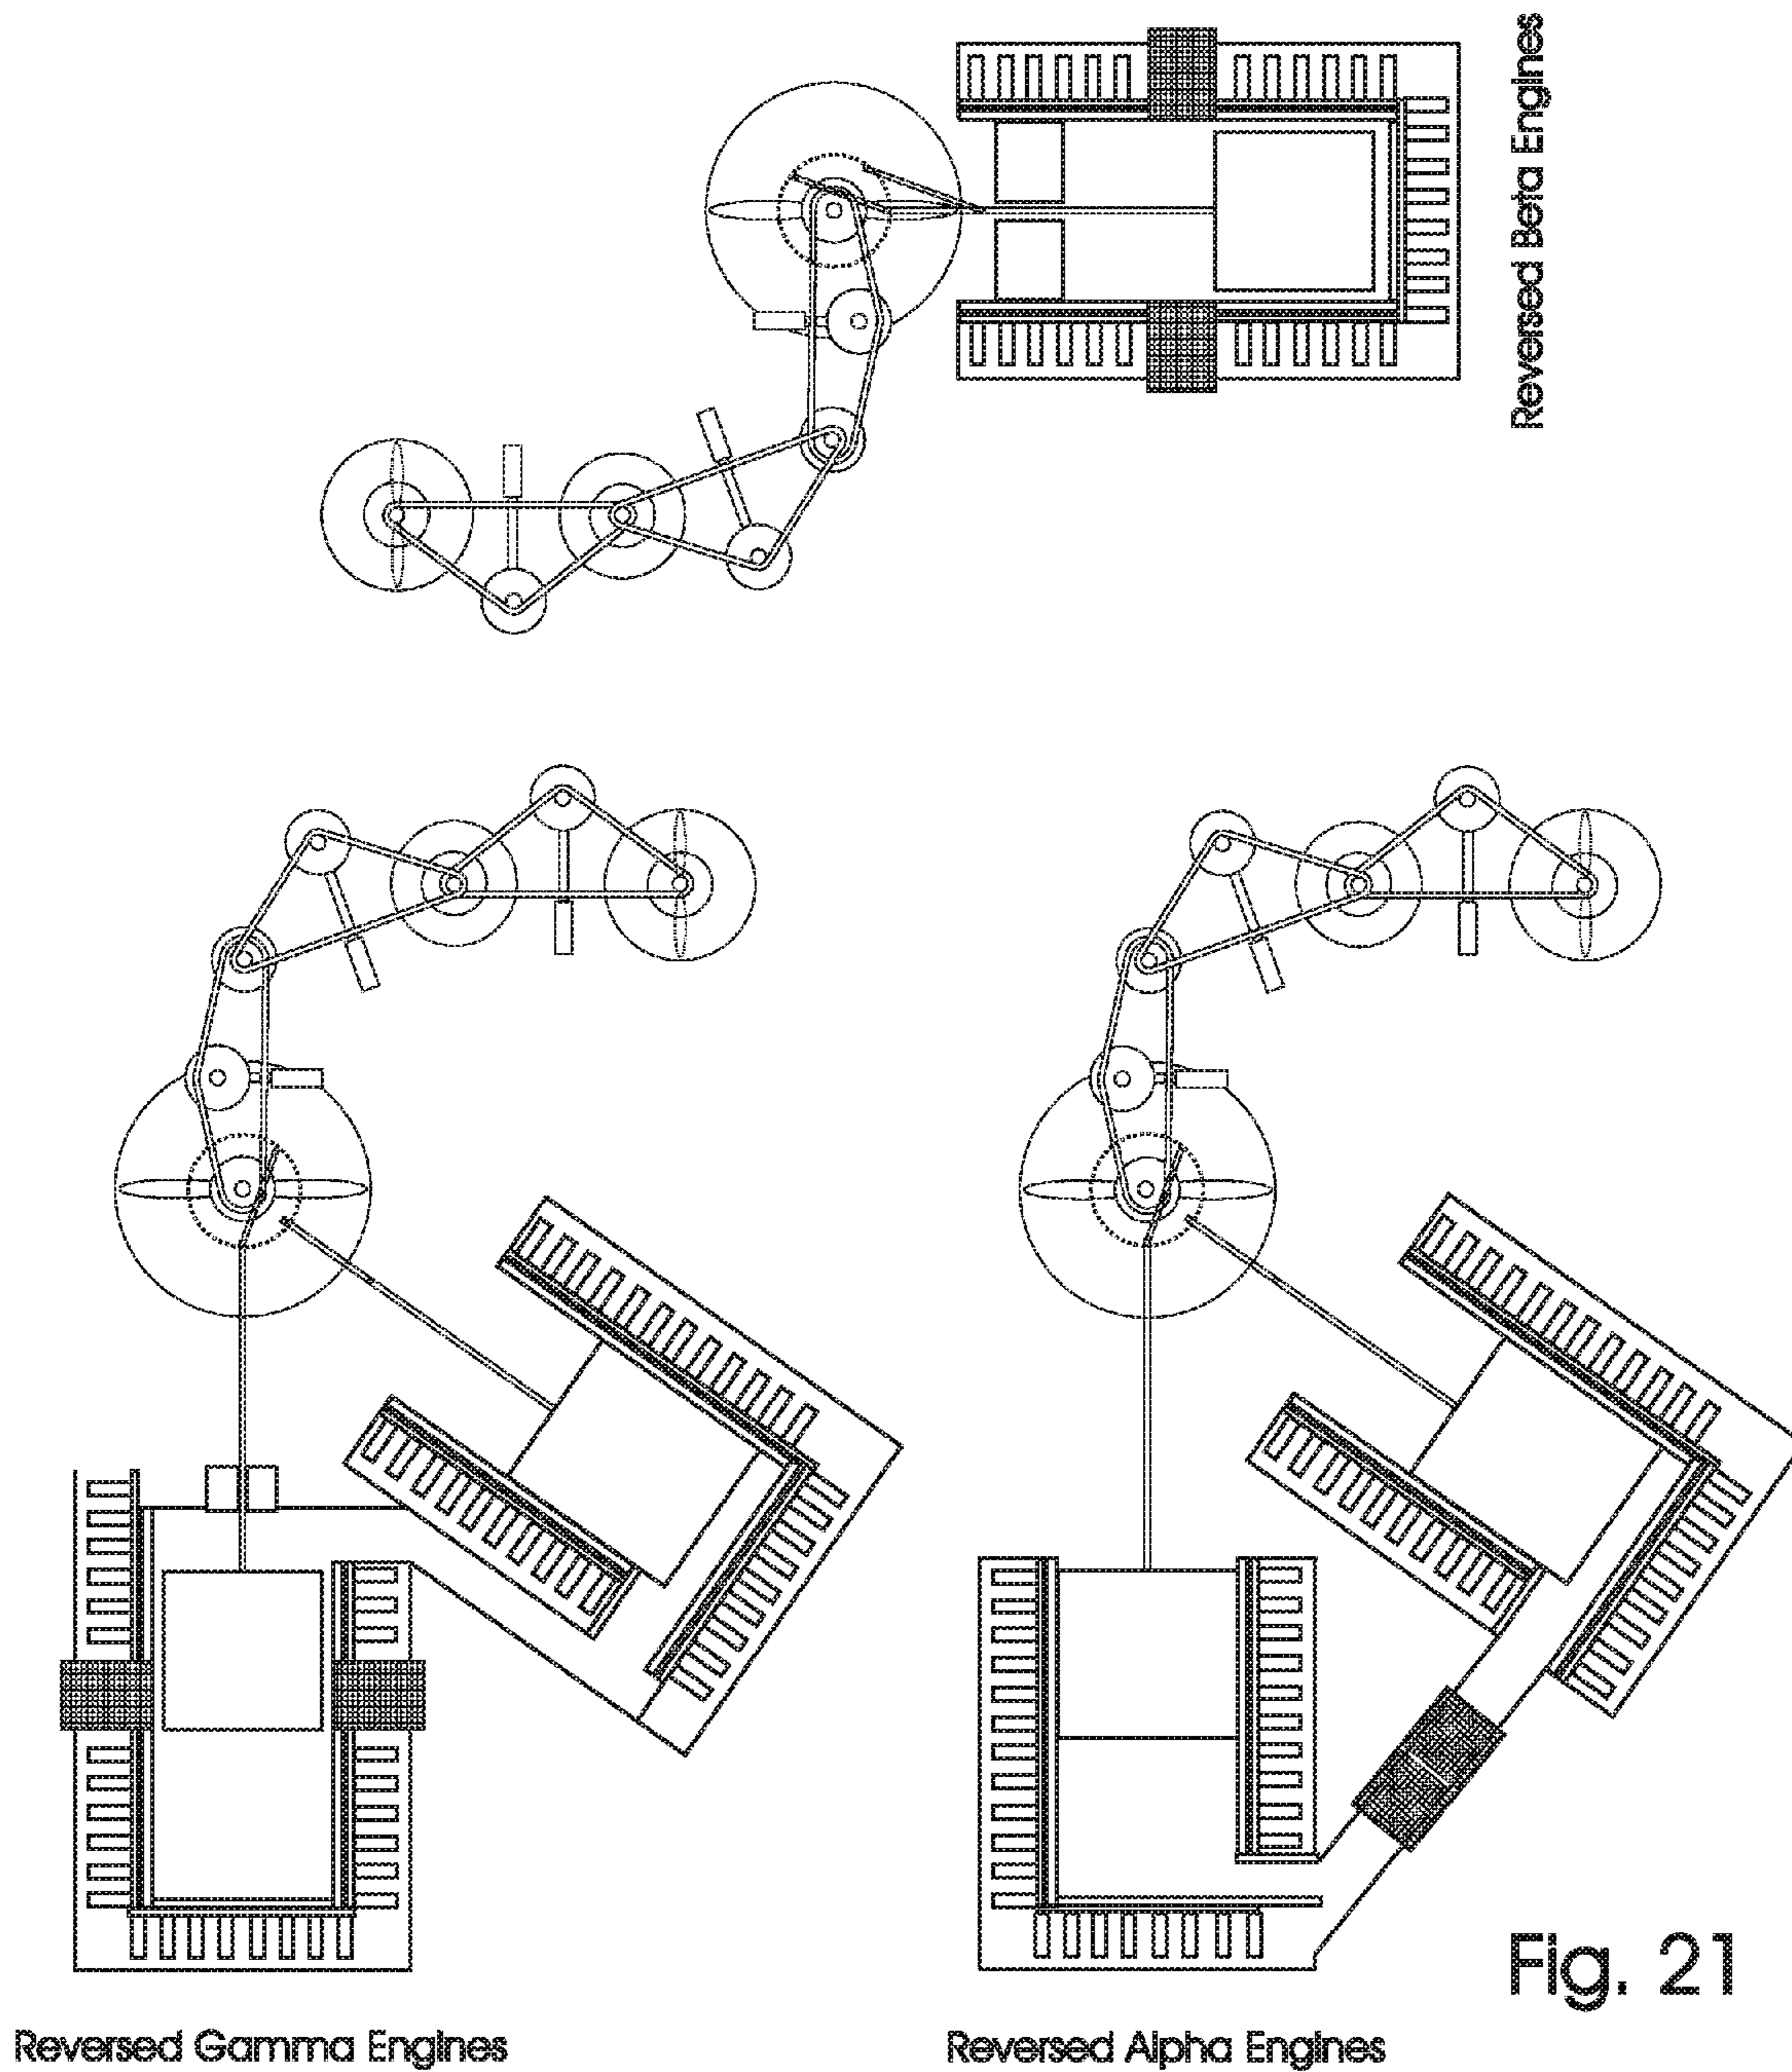 Reversed Beta Engines
Fig. 21
Reversed Gamma Engines
Reversed Alpha Engines